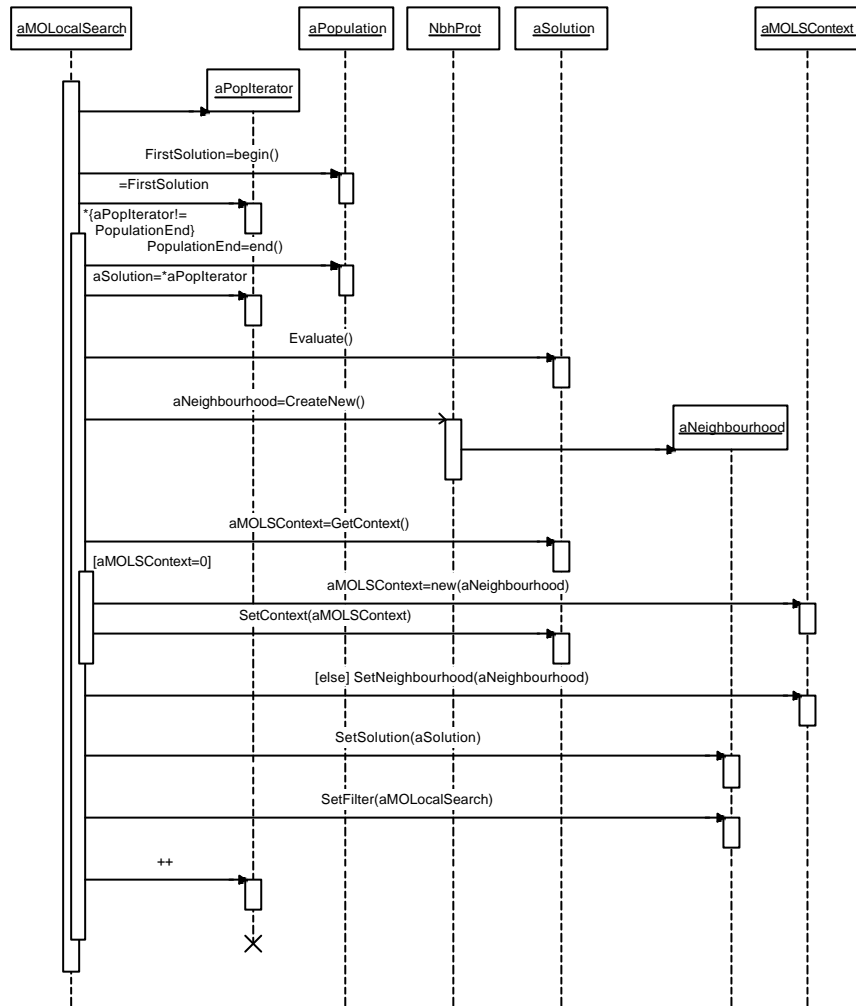 aMOLocalSearch
aPopulation
NbhProt
aSolution
aMOLSContext
aPopIterator
FirstSolution=begin()
=FirstSolution
*{aPopIterator!=
PopulationEnd}
PopulationEnd=end()
aSolution=*aPopIterator
Evaluate()
aNeighbourhood=CreateNew()
aNeighbourhood
aMOLSContext=GetContext()
[aMOLSContext=0]
aMOLSContext=new(aNeighbourhood)
SetContext(aMOLSContext)
[else] SetNeighbourhood(aNeighbourhood)
SetSolution(aSolution)
SetFilter(aMOLocalSearch)
++